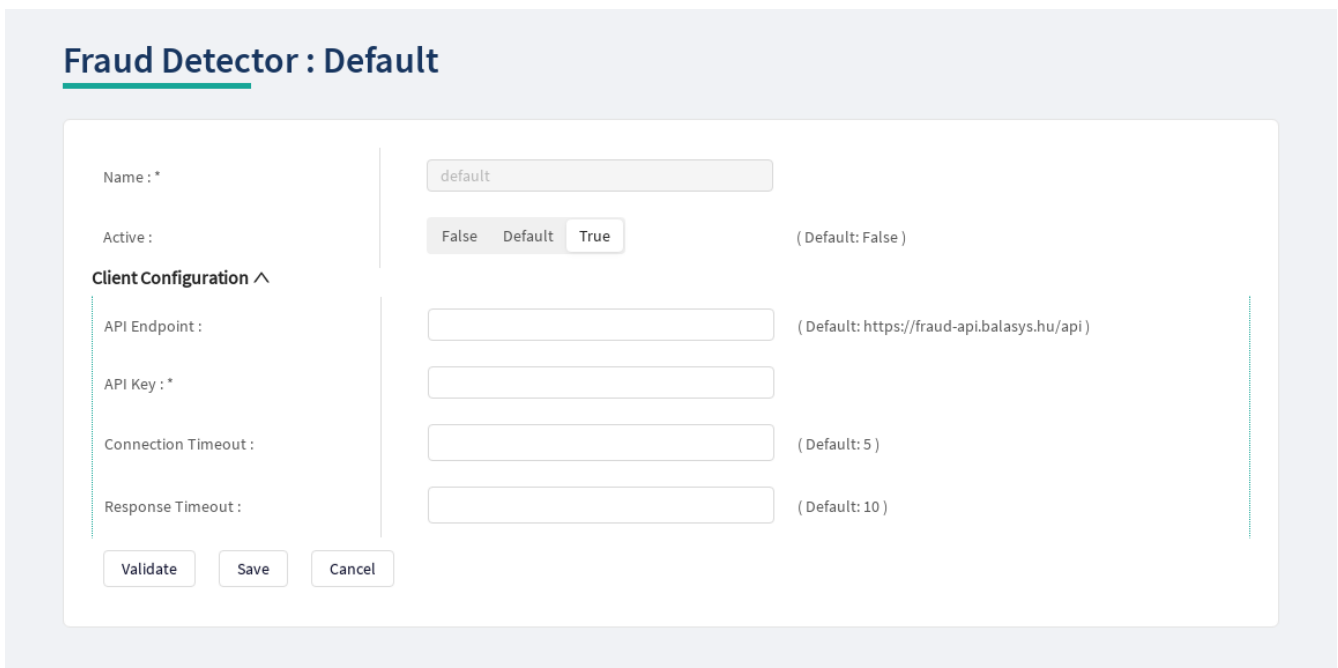 Fraud Detector : Default
Name : * default
Active : False Default True ( Default: False )
Client Configuration
API Endpoint : ( Default: https://fraud-api.balasys.hu/api )
API Key : *
Connection Timeout : ( Default: 5 )
Response Timeout : ( Default: 10 )
Validate Save Cancel